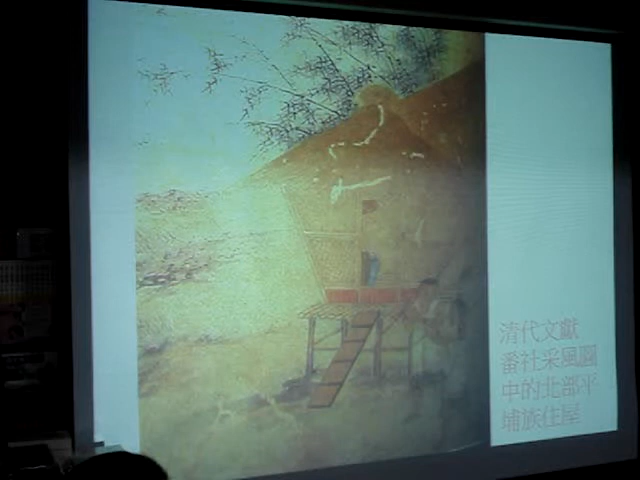 清代文獻
番社采風圖
中的北部平
埔族住屋